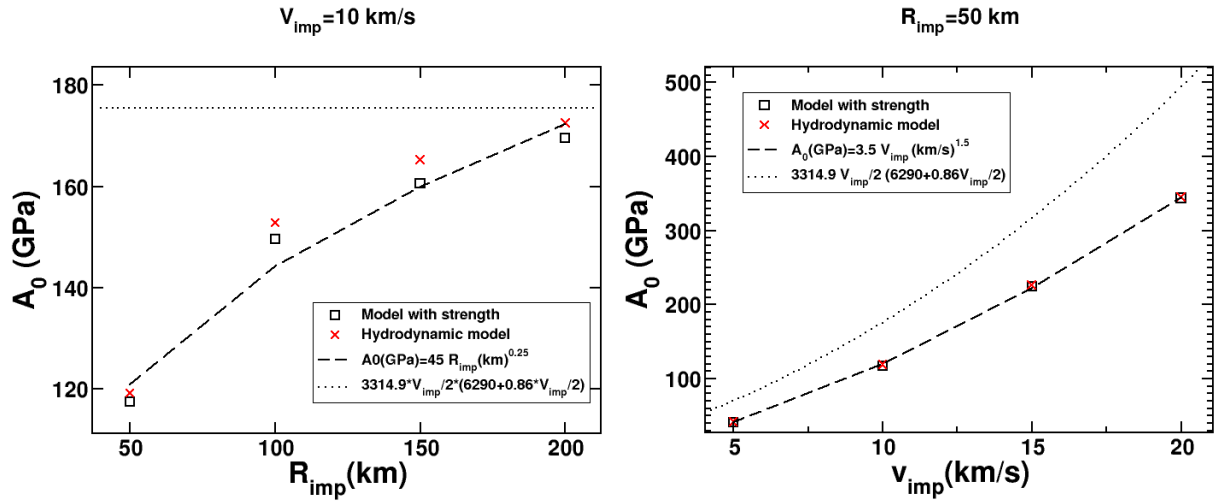 V_imp=10 km/s
180
160
140
120
50
100
150
200
A_0 (GPa)
R_imp(km)
Model with strength
Hydrodynamic model
A0(GPa)=45 R_imp(km)^0.25
3314.9*V_imp/2*(6290+0.86*V_imp/2)
R_imp=50 km
500
400
300
200
100
5
10
15
20
A_0 (GPa)
v_imp(km/s)
Model with strength
Hydrodynamic model
A_0(GPa)=3.5 V_imp (km/s)^1.5
3314.9 V_imp/2 (6290+0.86V_imp/2)